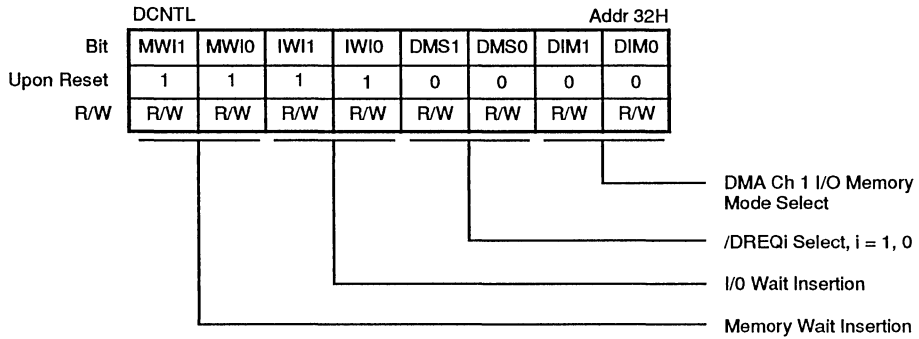 DCNTL Addr 32H
Bit MWI1 MWI0 IWI1 IWI0 DMS1 DMS0 DIM1 DIM0
Upon Reset 1 1 1 1 0 0 0 0
R/W R/W R/W R/W R/W R/W R/W R/W R/W
DMA Ch 1 I/O Memory
Mode Select
/DREQi Select, i = 1, 0
I/0 Wait Insertion
Memory Wait Insertion